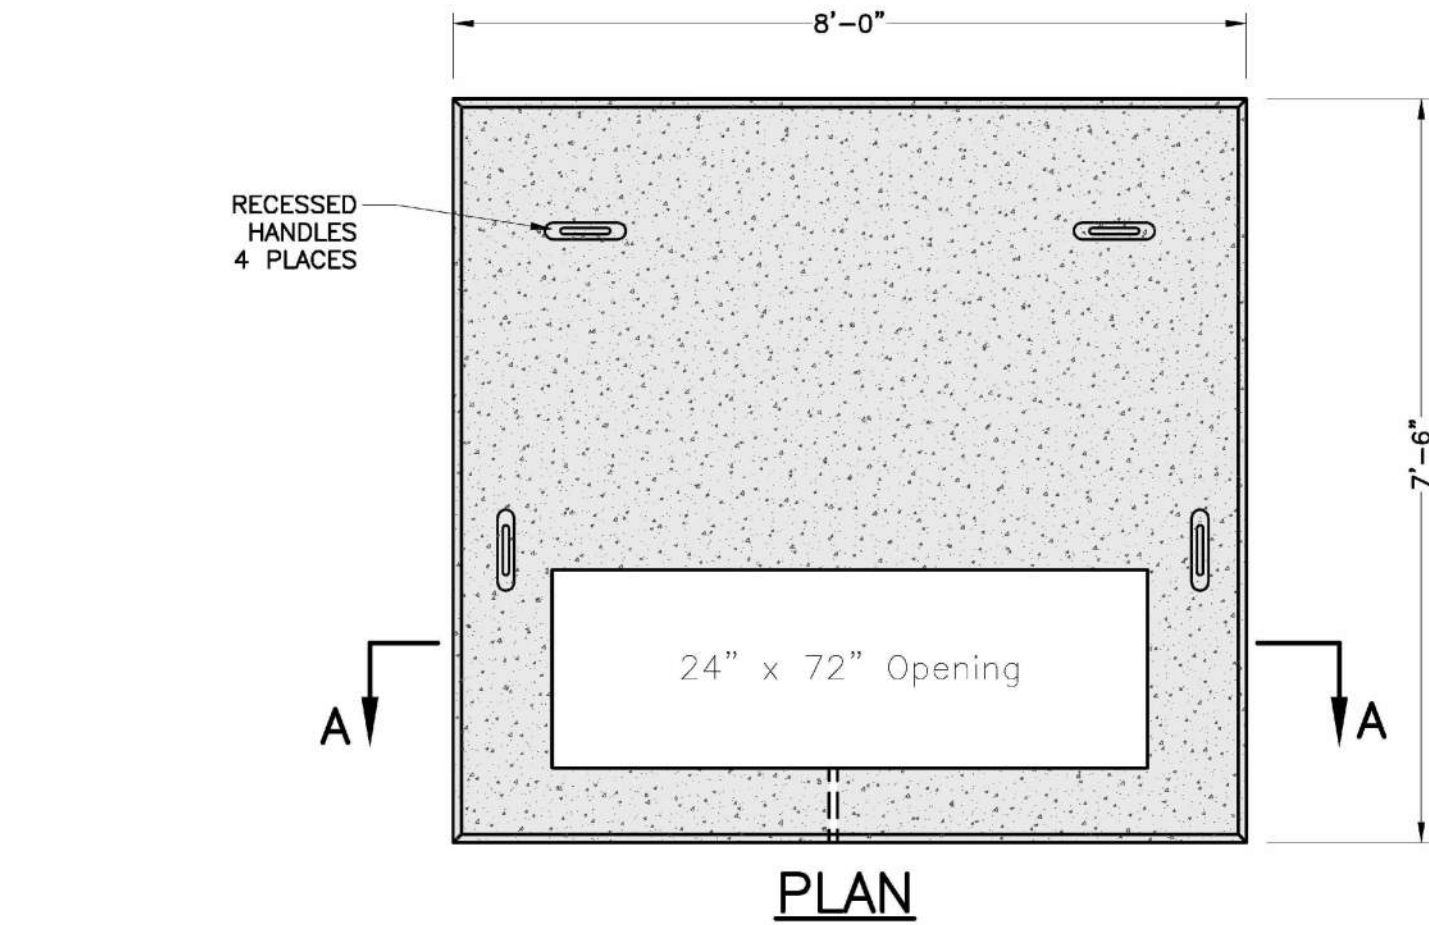 8'-0"
RECESSED
HANDLES
4 PLACES
7'-6"
24" x 72" Opening
A
A
PLAN